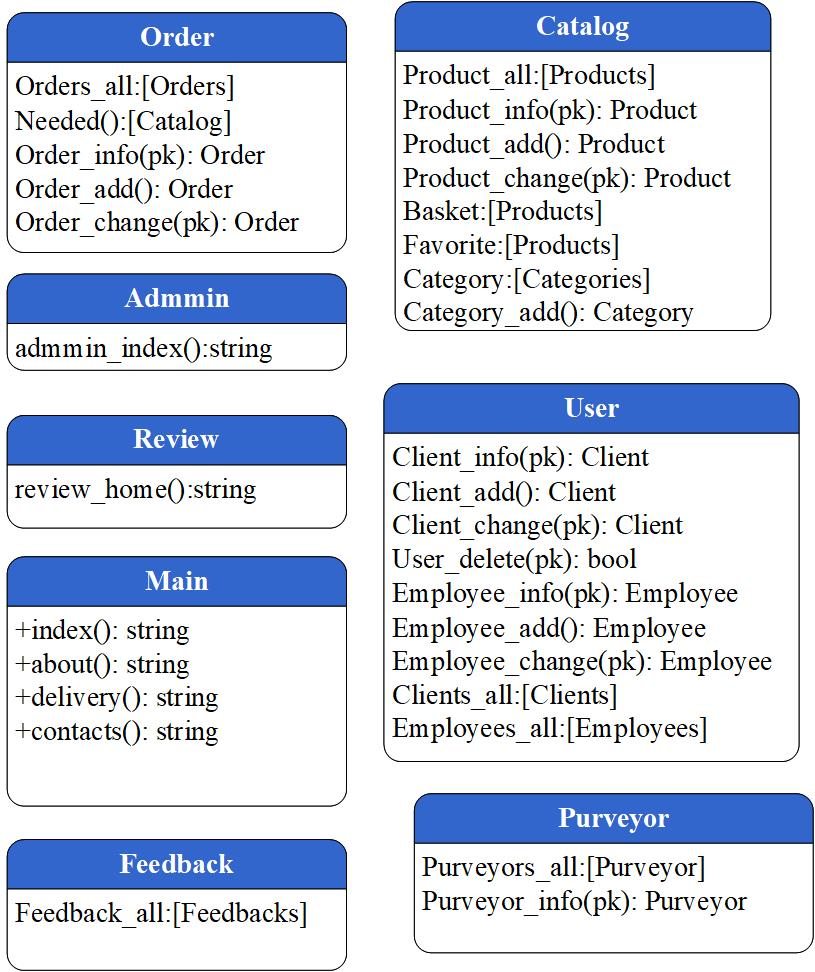 Order
Orders_all:[Orders]
Needed():[Catalog]
Order_info(pk): Order
Order_add(): Order
Order_change(pk): Order
Admmin
admmin_index():string
Review
review_home():string
Main
+index(): string
+about(): string
+delivery(): string
+contacts(): string
Feedback
Feedback_all:[Feedbacks]
Catalog
Product_all:[Products]
Product_info(pk): Product
Product_add(): Product
Product_change(pk): Product
Basket:[Products]
Favorite:[Products]
Category:[Categories]
Category_add(): Category
User
Client_info(pk): Client
Client_add(): Client
Client_change(pk): Client
User_delete(pk): bool
Employee_info(pk): Employee
Employee_add(): Employee
Employee_change(pk): Employee
Clients_all:[Clients]
Employees_all:[Employees]
Purveyor
Purveyors_all:[Purveyor]
Purveyor_info(pk): Purveyor